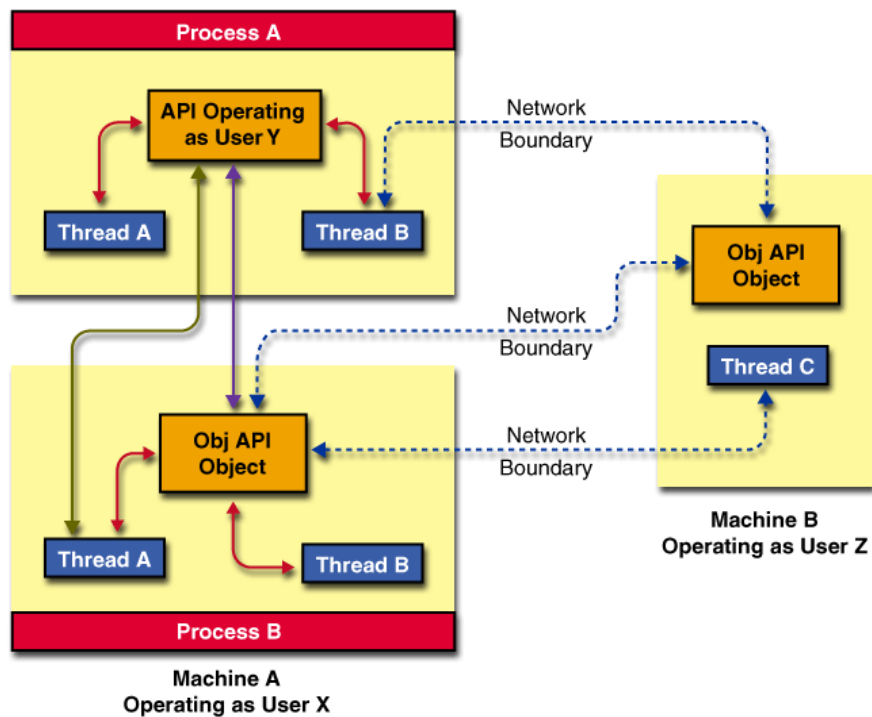 Process A
API Operating
as User Y
Thread A
Thread B
Network
Boundary
Obj API
Object
Thread C
Network
Boundary
Network
Boundary
Machine B
Operating as User Z
Obj API
Object
Thread A
Thread B
Process B
Machine A
Operating as User X